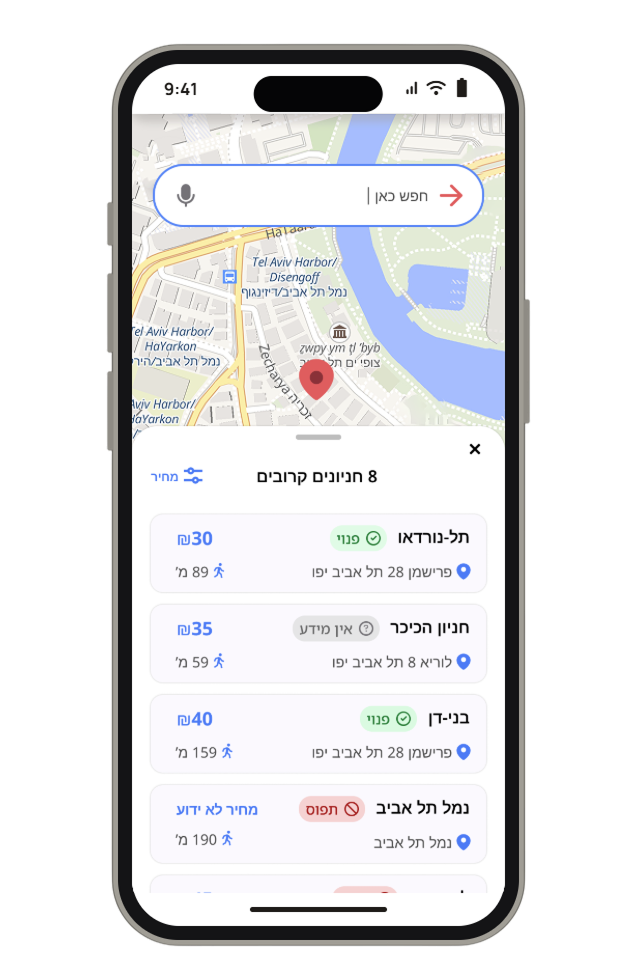 9:41
חפש כאן
HaTaar
Tel Aviv Harbor/
Disengoff
נמל תל אביב/דיזינגוף
Tel Aviv Harbor/
HaYarkon
נמל תל אביב/הירק
zwpy ym tl 'byb
צופי ים תל
Zecharya זכריה
Aviv Harbor/
HaYarkon
8 חניונים קרובים
מחיר
תל-נורדאו
פנוי
₪30
פרישמן 28 תל אביב יפו
89 מ'
חניון הכיכר
אין מידע
₪35
לוריא 8 תל אביב יפו
59 מ'
בני-דן
פנוי
₪40
פרישמן 28 תל אביב יפו
159 מ'
נמל תל אביב
תפוס
מחיר לא ידוע
נמל תל אביב
190 מ'